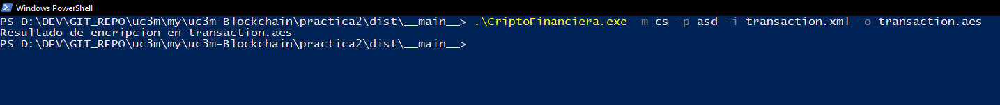 Windows PowerShell
PS D:\DEV\GIT_REPO\uc3m\my\uc3m-Blockchain\practica2\dist\__main__> .\CriptoFinanciera.exe -m cs -p asd -i transaction.xml -o transaction.aes
Resultado de encripcion en transaction.aes
PS D:\DEV\GIT_REPO\uc3m\my\uc3m-Blockchain\practica2\dist\__main__>